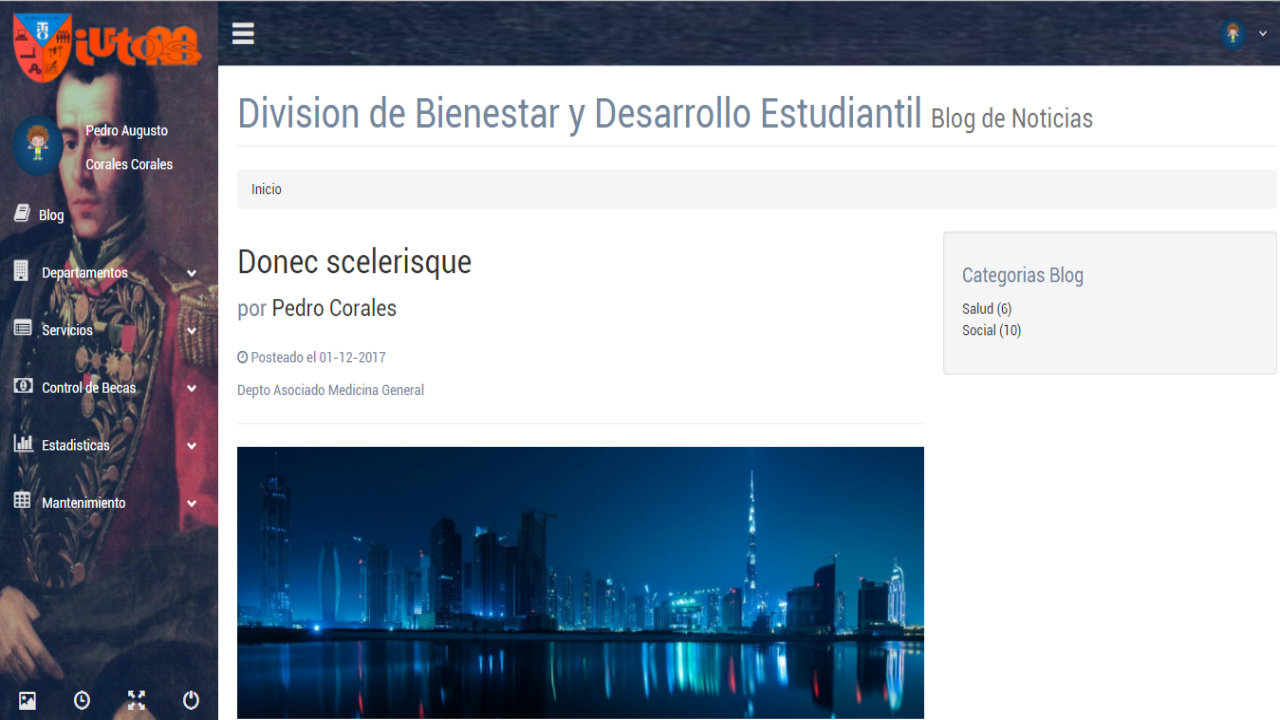 iutoms
Pedro Augusto
Corales Corales
Blog
Departamentos
Servicios
Control de Becas
Estadisticas
Mantenimiento
Division de Bienestar y Desarrollo Estudiantil Blog de Noticias
Inicio
Donec scelerisque
por Pedro Corales
Posteado el 01-12-2017
Depto Asociado Medicina General
Categorias Blog
Salud (6)
Social (10)